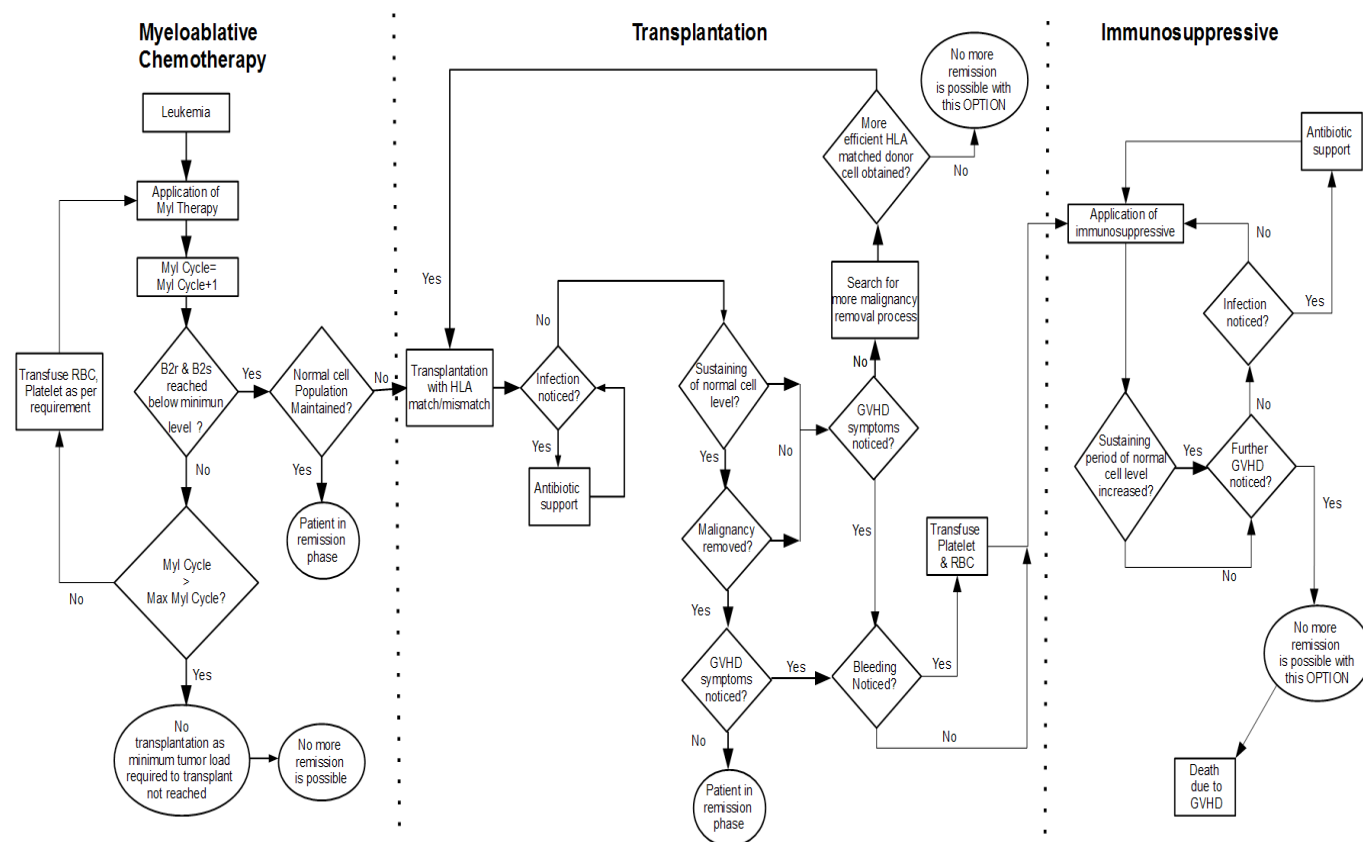 Myeloablative
Chemotherapy
Leukemia
Application of
Myl Therapy
Myl Cycle=
Myl Cycle+1
Transfuse RBC,
Platelet as per
requirement
B2r & B2s
reached
below minimun
level ?
Yes
No
Normal cell
Population
Maintained?
No
Yes
Patient in
remission
phase
Myl Cycle
>
Max Myl Cycle?
No
Yes
No
transplantation as
minimum tumor load
required to transplant
not reached
No more
remission
is possible
Transplantation
Yes
Transplantation
with HLA
match/mismatch
Infection
noticed?
No
Yes
Antibiotic
support
Sustaining
of normal cell
level?
Yes
No
Malignancy
removed?
Yes
GVHD
symptoms
noticed?
Yes
No
Patient in
remission
phase
More
efficient HLA
matched donor
cell obtained?
No
No more
remission
is possible with
this OPTION
Search for
more malignancy
removal process
No
GVHD
symptoms
noticed?
Yes
Bleeding
Noticed?
Yes
No
Transfuse
Platelet
& RBC
Immunosuppressive
Antibiotic
support
Application of
immunosuppressive
No
Infection
noticed?
Yes
No
Sustaining
period of normal
cell level
increased?
Yes
No
Further
GVHD
noticed?
Yes
No more
remission
is possible with
this OPTION
Death
due to
GVHD